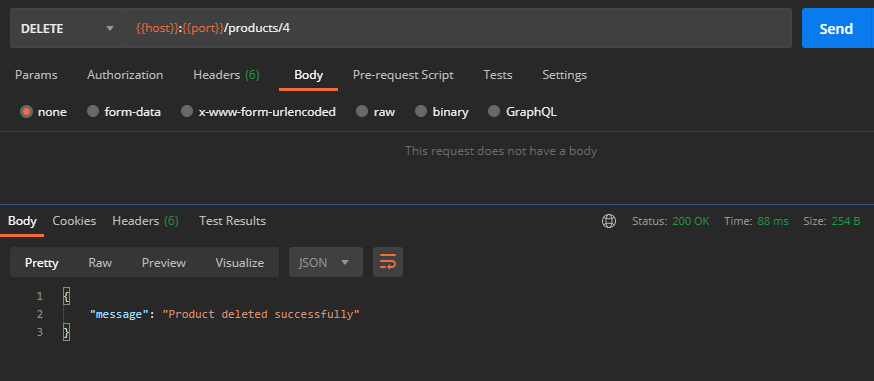 DELETE {{host}}:{{port}}/products/4 Send
Params Authorization Headers (6) Body Pre-request Script Tests Settings
none form-data x-www-form-urlencoded raw binary GraphQL
This request does not have a body
Body Cookies Headers (6) Test Results Status: 200 OK Time: 88 ms Size: 254 B
Pretty Raw Preview Visualize JSON
1 {
2 "message": "Product deleted successfully"
3 }